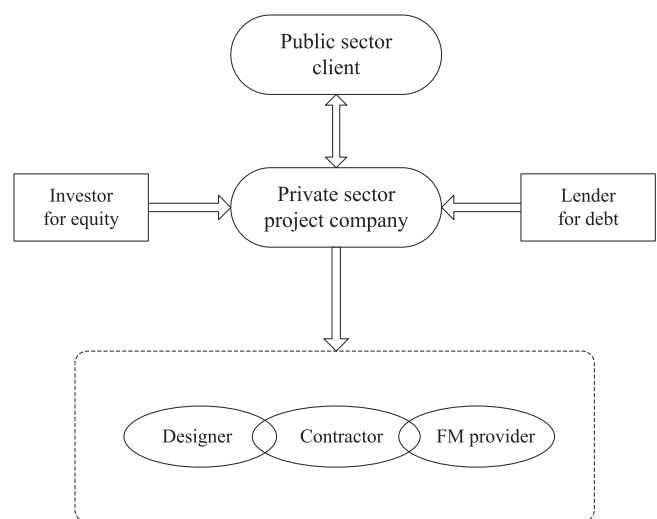 Public sector
client
Investor
for equity
Private sector
project company
Lender
for debt
Designer
Contractor
FM provider